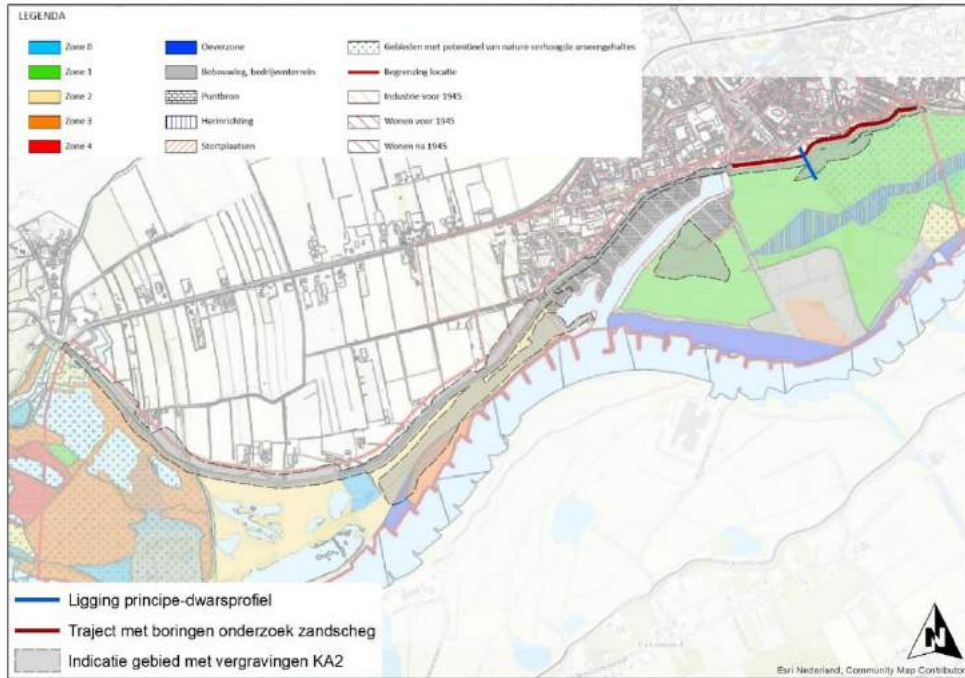 LEGENDA
Zone 0
Zone 1
Zone 2
Zone 3
Zone 4
Oeverzone
Bebouwing, bedrijventerrein
Puntbron
Herinrichting
Stortplaatsen
Gebieden met potentieel van nature verhoogde arseengehaltes
Begrenzing locatie
Industrie voor 1945
Wonen voor 1945
Wonen na 1945
Ligging principe-dwarsprofiel
Traject met boringen onderzoek zandscheg
Indicatie gebied met vergravingen KA2
N
Esri Nederland, Community Map Contributor